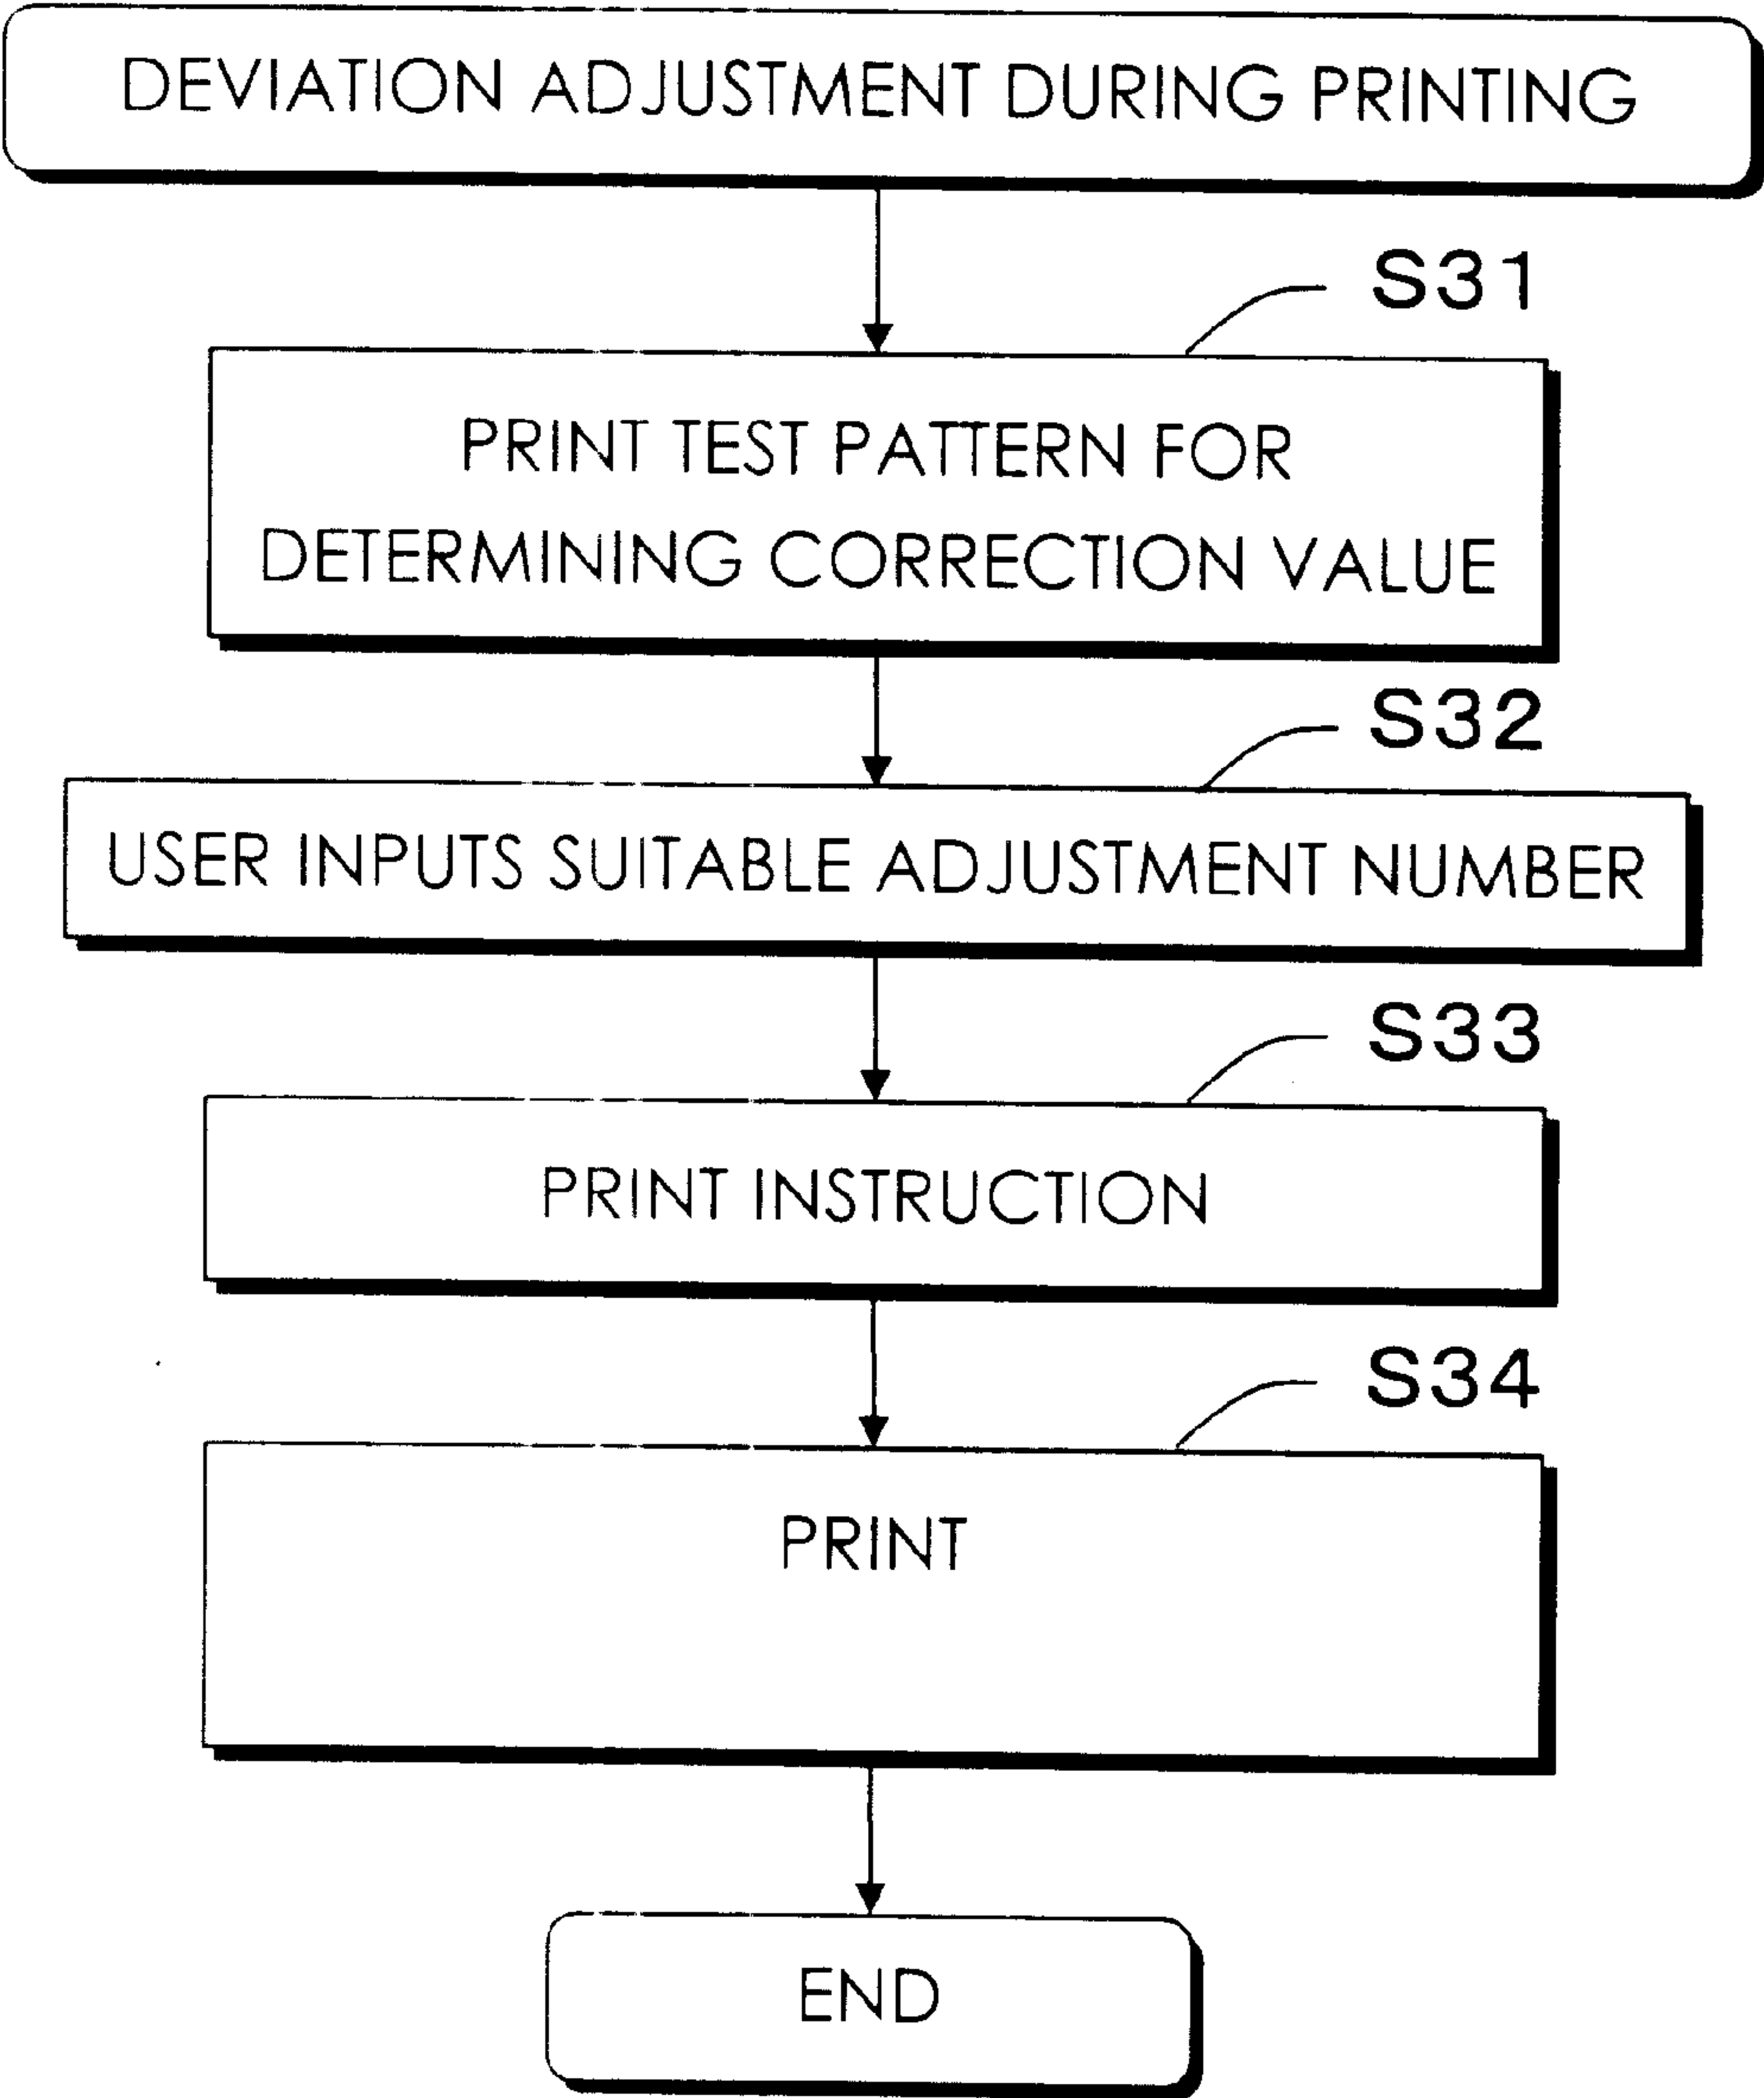 DEVIATION ADJUSTMENT DURING PRINTING
S31
PRINT TEST PATTERN FOR
DETERMINING CORRECTION VALUE
S32
USER INPUTS SUITABLE ADJUSTMENT NUMBER
S33
PRINT INSTRUCTION
S34
PRINT
END